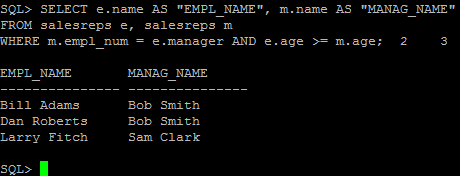 SQL> SELECT e.name AS "EMPL_NAME", m.name AS "MANAG_NAME"
FROM salesreps e, salesreps m
WHERE m.empl_num = e.manager AND e.age >= m.age;  2    3
EMPL_NAME       MANAG_NAME
--------------- ---------------
Bill Adams      Bob Smith
Dan Roberts     Bob Smith
Larry Fitch     Sam Clark
SQL>